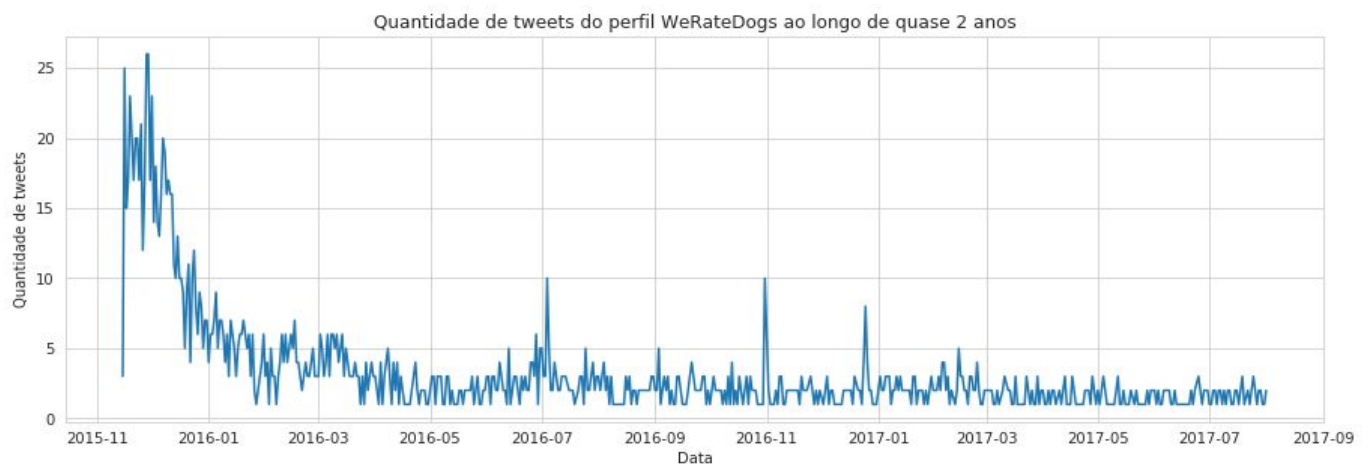 Quantidade de tweets do perfil WeRateDogs ao longo de quase 2 anos
Quantidade de tweets
25
20
15
10
5
0
2015-11 2016-01 2016-03 2016-05 2016-07 2016-09 2016-11 2017-01 2017-03 2017-05 2017-07 2017-09
Data